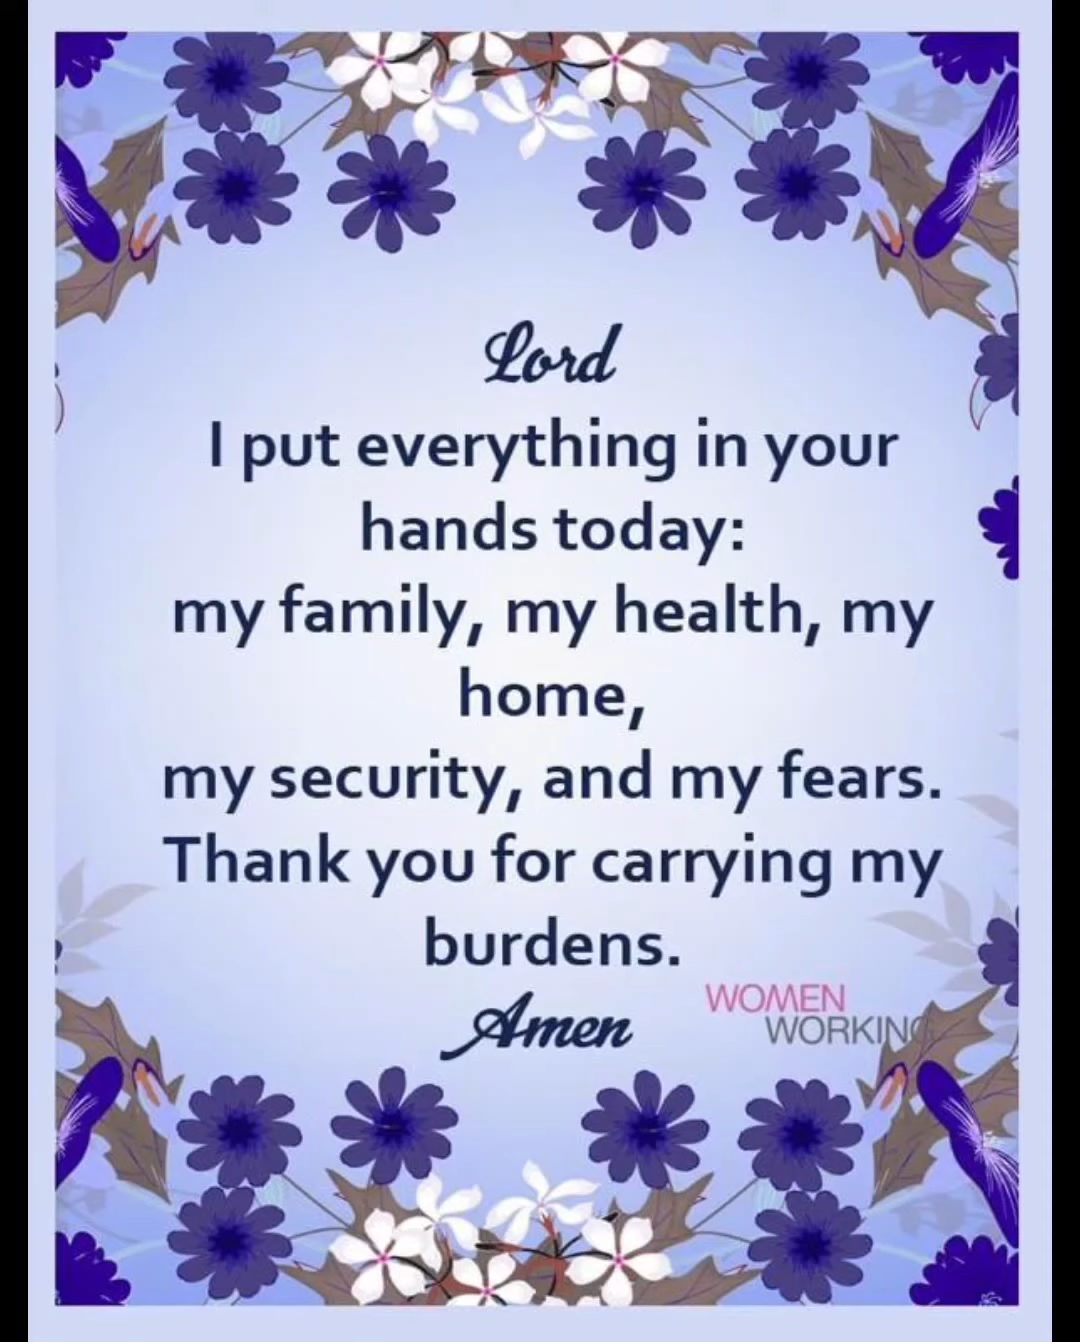 Lord
I put everything in your
hands today:
my family, my health, my
home,
my security, and my fears.
Thank you for carrying my
burdens.
Amen
WOMEN
WORKING